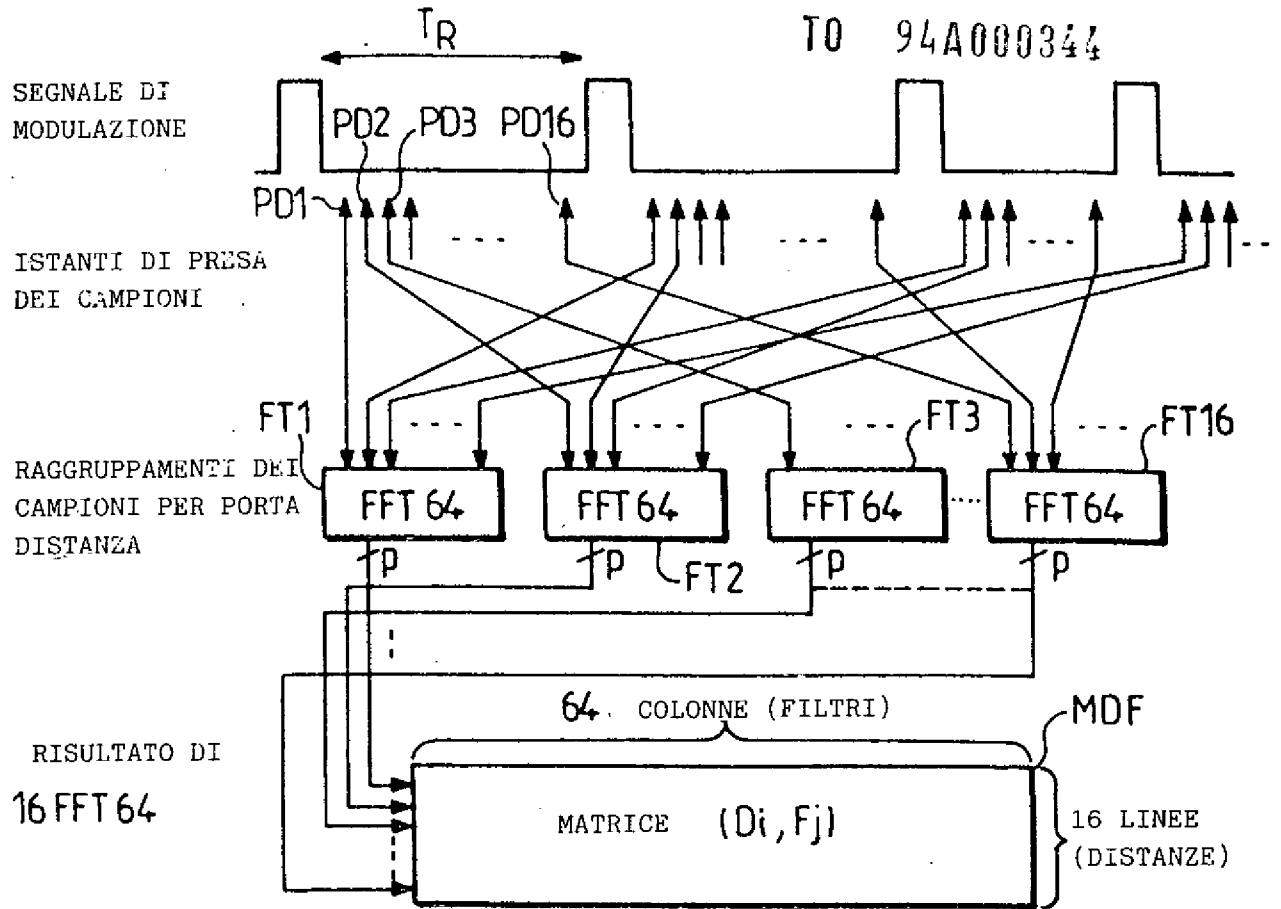 TR
TO 94A000344
SEGNALE DI
MODULAZIONE
PD2
PD3
PD16
PD1
ISTANTI DI PRESA
DEI CAMPIONI
FT1
FT3
FT16
RAGGRUPPAMENTI DEI
CAMPIONI PER PORTA
DISTANZA
FFT 64
FFT 64
FFT 64
FFT 64
p
p
p
p
FT2
64 COLONNE (FILTRI)
MDF
RISULTATO DI
16 FFT 64
MATRICE (Di, Fj)
16 LINEE
(DISTANZE)